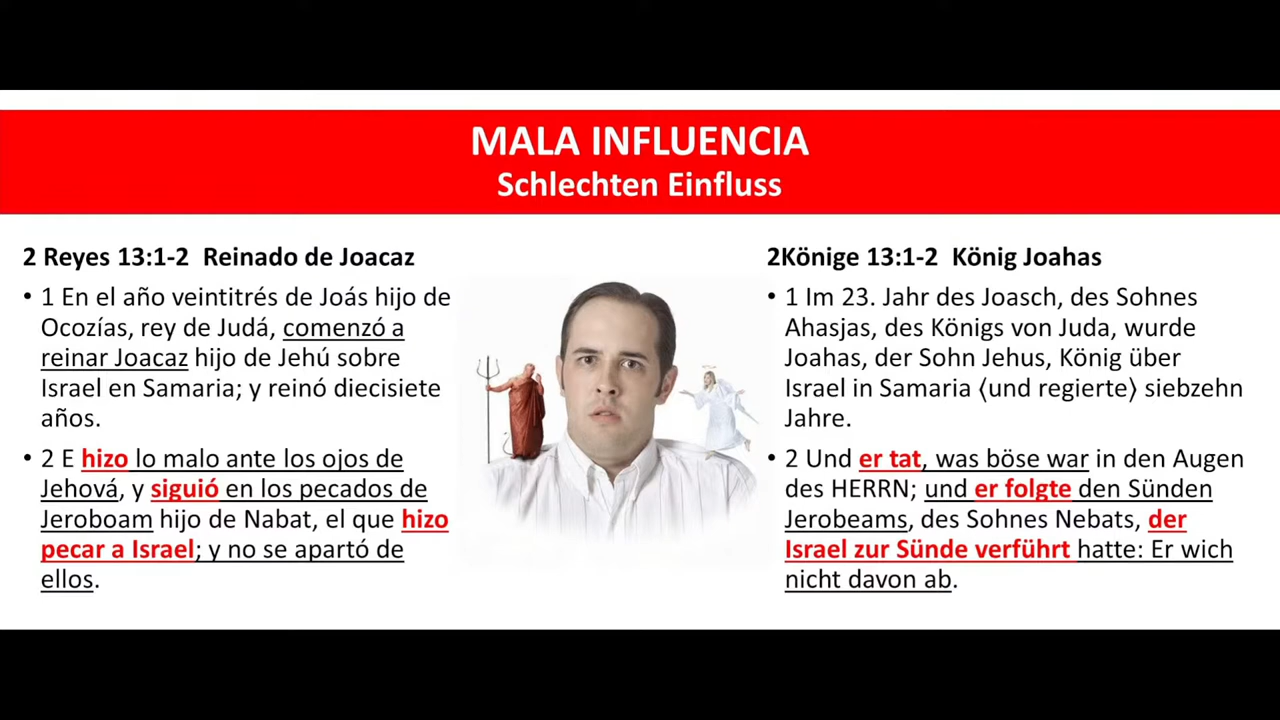 MALA INFLUENCIA
Schlechten Einfluss
2 Reyes 13:1-2 Reinado de Joacaz
• 1 En el año veintitrés de Joás hijo de
Ocozías, rey de Judá, comenzó a
reinar Joacaz hijo de Jehú sobre
Israel en Samaria; y reinó diecisiete
años.
• 2 E hizo lo malo ante los ojos de
Jehová, y siguió en los pecados de
Jeroboam hijo de Nabat, el que hizo
pecar a Israel; y no se apartó de
ellos.
2Könige 13:1-2 König Joahas
• 1 Im 23. Jahr des Joasch, des Sohnes
Ahasjas, des Königs von Juda, wurde
Joahas, der Sohn Jehus, König über
Israel in Samaria ⟨und regierte⟩ siebzehn
Jahre.
• 2 Und er tat, was böse war in den Augen
des HERRN; und er folgte den Sünden
Jerobeams, des Sohnes Nebats, der
Israel zur Sünde verführt hatte: Er wich
nicht davon ab.